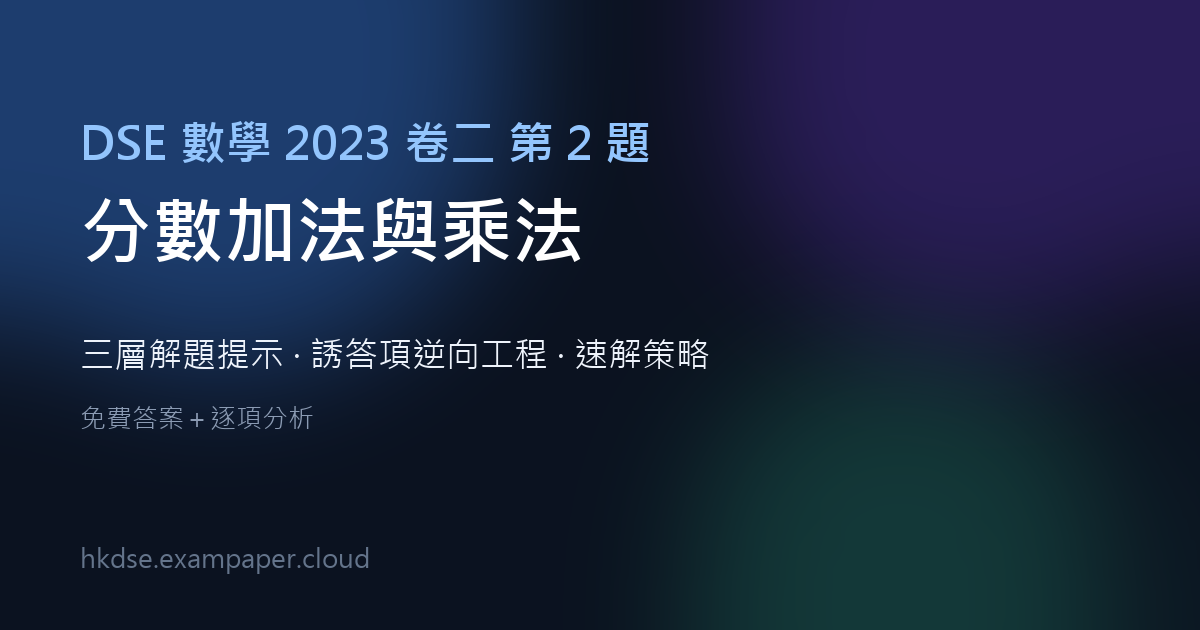 DSE 數學 2023 卷二 第 2 題
分數加法與乘法
三層解題提示 · 誘答項逆向工程 · 速解策略
免費答案 + 逐項分析
hkdse.exampaper.cloud